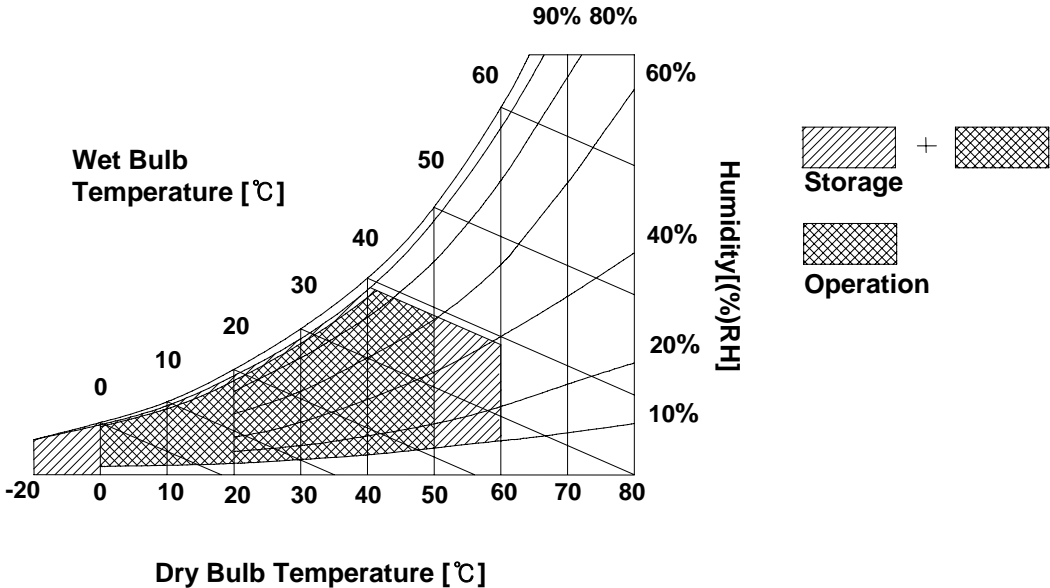 90% 80%
60
60%
50
Wet Bulb
Temperature [℃]
Storage
+
40
40%
30
Humidity[(%)RH]
Operation
20
20%
10
0
10%
-20 0 10 20 30 40 50 60 70 80
Dry Bulb Temperature [℃]